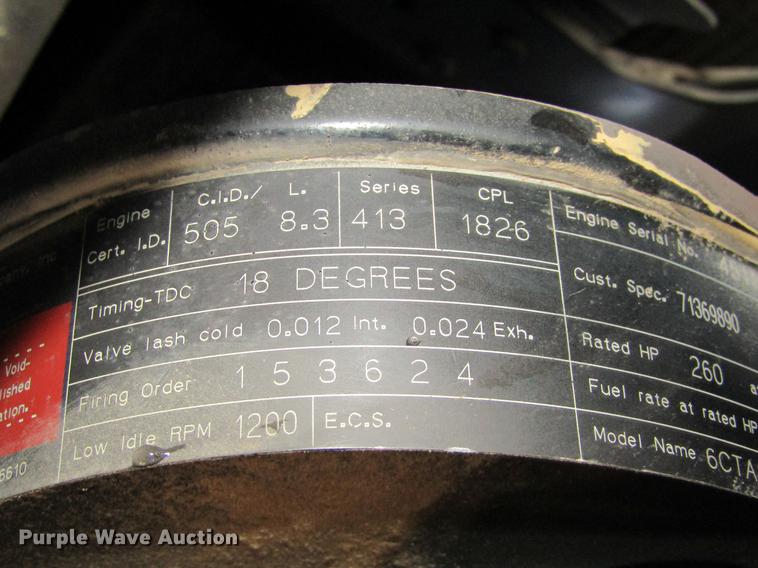 Engine Cert. I.D.
C.I.D./ L.
505 8.3
Series
413
CPL
1826
Timing-TDC 18 DEGREES
Valve lash cold 0.012 Int. 0.024 Exh.
Firing Order 1 5 3 6 2 4
Low Idle RPM 1200 E.C.S.
Engine Serial No.
Cust. Spec. 71369890
Rated HP 260
Fuel rate at rated HP
Model Name 6CTA
Void-
lished
ation.
6610
Purple Wave Auction